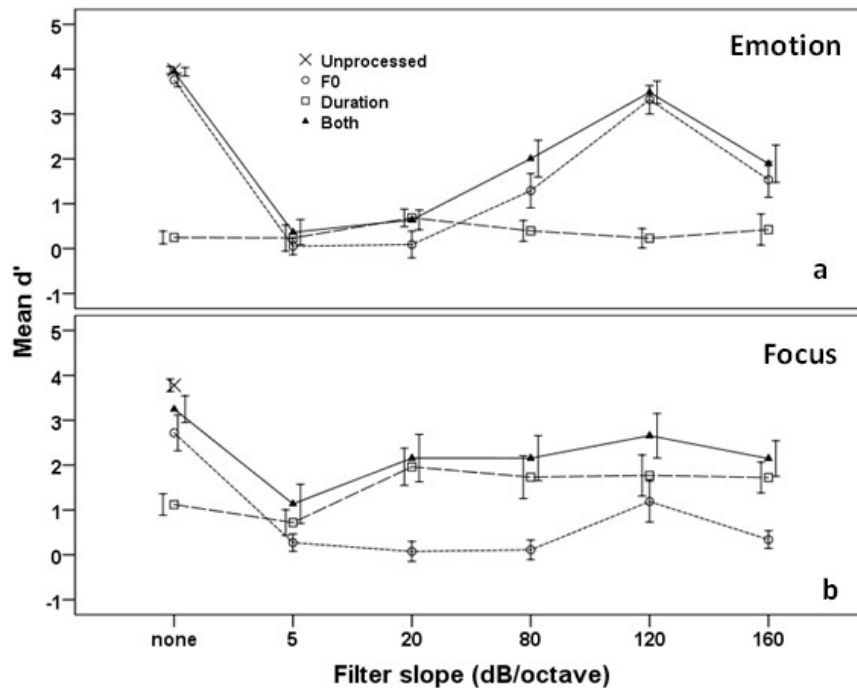 5
4
3
2
1
0
-1
Emotion
Unprocessed
F0
Duration
Both
a
Mean d'
5
4
3
2
1
0
-1
Focus
b
none 5 20 80 120 160
Filter slope (dB/octave)